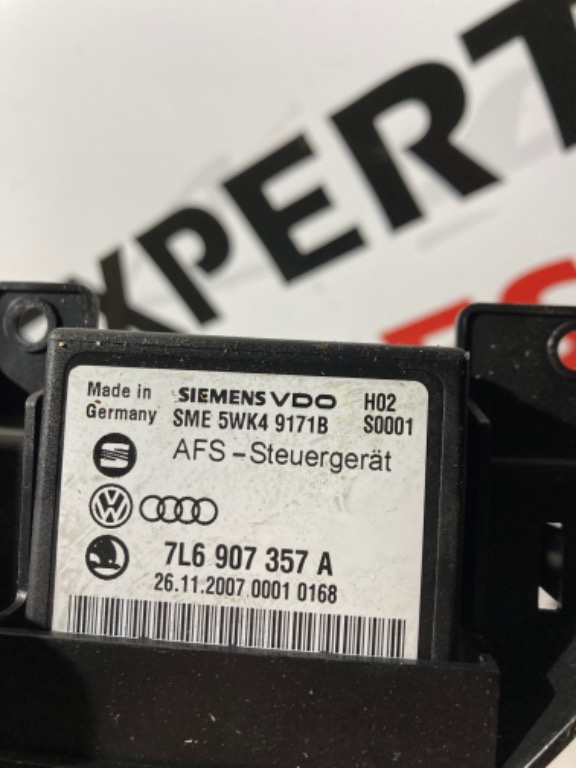 XPERT
ES
Made in Germany
SIEMENS VDO H02
SME 5WK4 9171B S0001
AFS-Steuergerät
7L6 907 357 A
26.11.2007 0001 0168